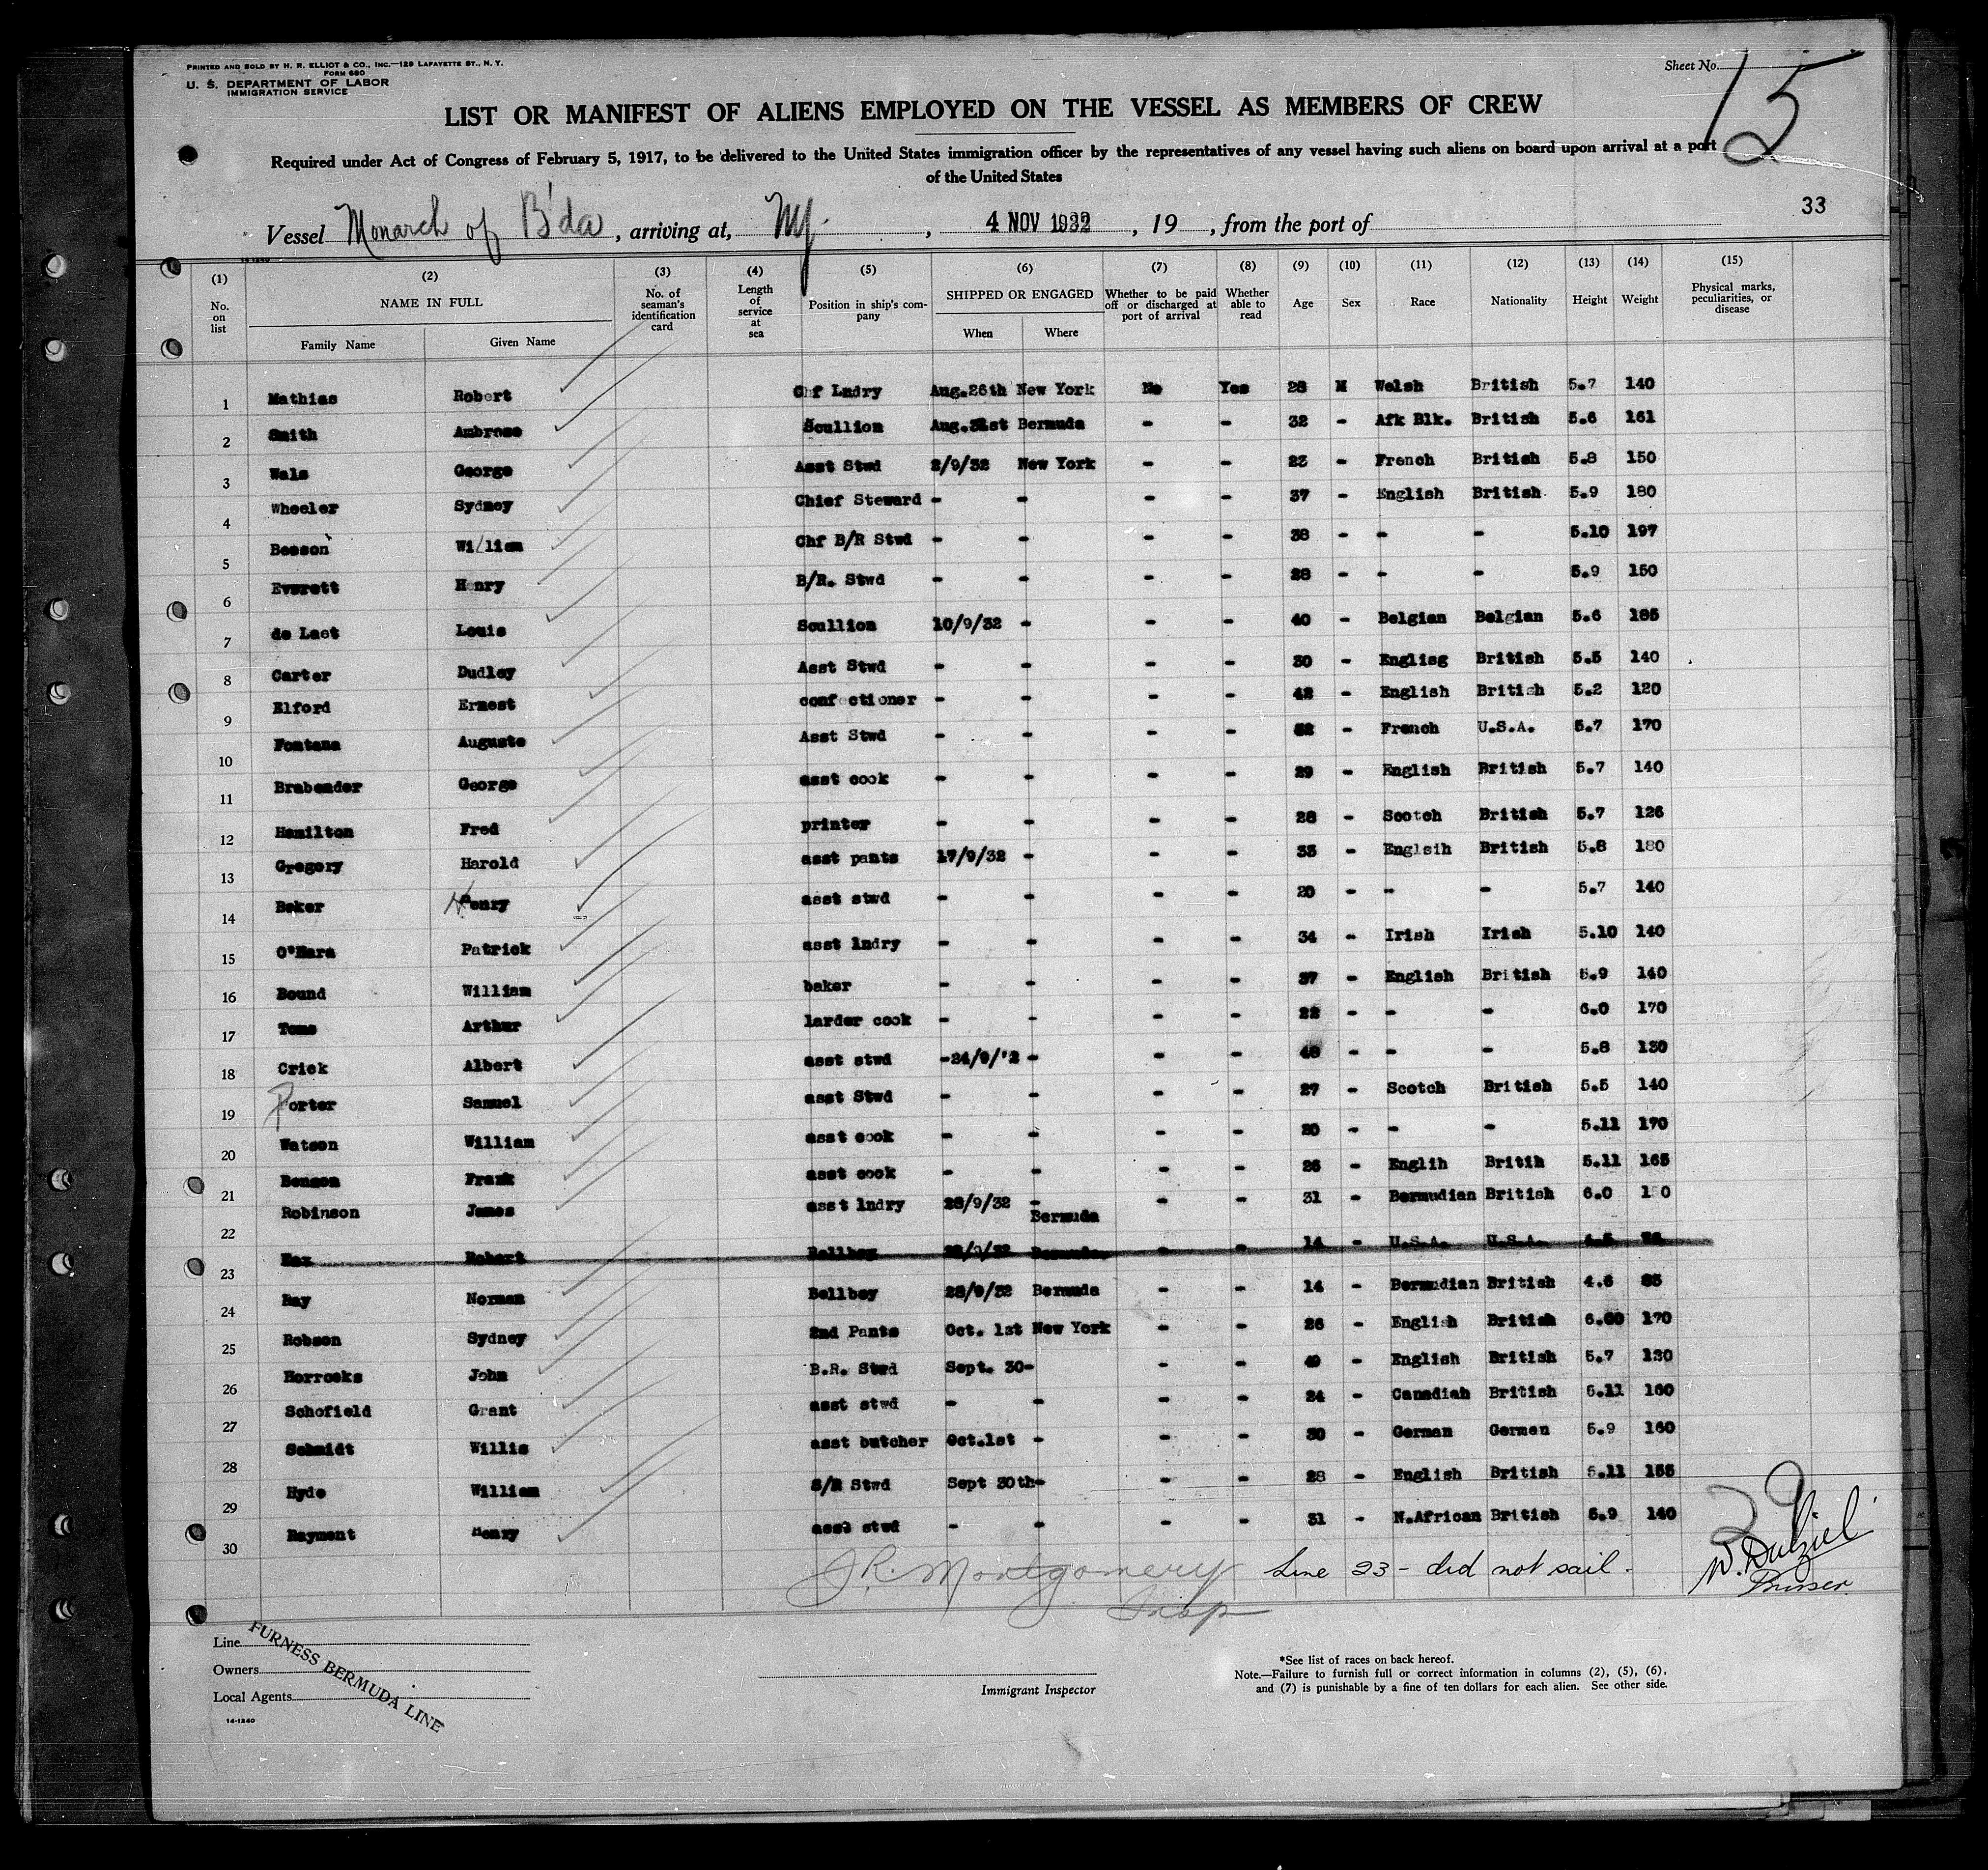 PRINTED AND SOLD BY H. R. ELLIOT & CO., INC.—129 LAFAYETTE ST., N. Y.
FORM 680
U. S. DEPARTMENT OF LABOR
IMMIGRATION SERVICE
Sheet No. 15
LIST OR MANIFEST OF ALIENS EMPLOYED ON THE VESSEL AS MEMBERS OF CREW
Required under Act of Congress of February 5, 1917, to be delivered to the United States immigration officer by the representatives of any vessel having such aliens on board upon arrival at a port
of the United States
33
Vessel Monarch of B'da, arriving at, NY., 4 NOV 1932, 19 , from the port of
(1) (2) (3) (4) (5) (6) (7) (8) (9) (10) (11) (12) (13) (14) (15)
No. on list NAME IN FULL Family Name Given Name No. of seaman's identification card Length of service at sea Position in ship's company SHIPPED OR ENGAGED When Where Whether to be paid off or discharged at port of arrival Whether able to read Age Sex Race Nationality Height Weight Physical marks, peculiarities, or disease
1 Mathias Robert Chf Lndry Aug.26th New York No Yes 28 M Welsh British 5.7 140
2 Smith Ambrose Scullion Aug.31st Bermuda - - 32 - Afk Blk. British 5.6 161
3 Wals George Asst Stwd 2/9/32 New York - - 23 - French British 5.8 150
4 Wheeler Sydney Chief Steward - - - - 37 - English British 5.9 180
5 Beeson William Chf B/R Stwd - - - - 38 - - - 5.10 197
6 Everett Henry B/R. Stwd - - - - 28 - - - 5.9 150
7 de Laet Louis Scullion 10/9/32 - - - 40 - Belgian Belgian 5.6 185
8 Carter Dudley Asst Stwd - - - - 30 - Englisg British 5.5 140
9 Elford Ernest confectioner - - - - 42 - English British 5.2 120
10 Fontana Auguste Asst Stwd - - - - 52 - French U.S.A. 5.7 170
11 Brabender George asst cook - - - - 29 - English British 5.7 140
12 Hamilton Fred printer - - - - 28 - Scotch British 5.7 126
13 Gregory Harold asst pants 17/9/32 - - - 33 - Englsih British 5.8 180
14 Baker Henry asst stwd - - - - 20 - - - 5.7 140
15 O'Hara Patrick asst lndry - - - - 34 - Irish Irish 5.10 140
16 Bound William baker - - - - 37 - English British 5.9 140
17 Toms Arthur larder cook - - - - 22 - - - 6.0 170
18 Crick Albert asst stwd -24/9/'2 - - - 48 - - - 5.8 130
19 Porter Samuel asst Stwd - - - - 27 - Scotch British 5.5 140
20 Watson William asst cook - - - - 20 - - - 5.11 170
21 Benson Frank asst cook - - - - 26 - Englih Britih 5.11 165
22 Robinson James asst lndry 28/9/32 - Bermuda - - 31 - Bermudian British 6.0 1 0
23 Robert Bellboy 28/9/32 Bermuda - - 14 - U.S.A. U.S.A.
24 Ray Norman Bellboy 28/9/32 Bermuda - - 14 - Bermudian British 4.6 85
25 Robson Sydney 2nd Pants Oct. 1st New York - - 26 - English British 6.00 170
26 Horrocks John B.R. Stwd Sept. 30- - - 49 - English British 5.7 130
27 Schofield Grant asst stwd - - - - 24 - Canadiah British 5.11 160
28 Schmidt Willis asst butcher Oct.1st - - - 30 - German German 5.9 160
29 Hyde William S/R Stwd Sept 30th- - - 28 - English British 5.11 155
30 Rayment Henry asst stwd - - - - 31 - N.African British 5.9 140
J.R. Montgomery
Insp
Line 23 - did not sail.
29
W. Dalziel
Purser
Line
Owners
Local Agents
FURNESS BERMUDA LINE
14-1240
Immigrant Inspector
*See list of races on back hereof.
Note.—Failure to furnish full or correct information in columns (2), (5), (6),
and (7) is punishable by a fine of ten dollars for each alien. See other side.